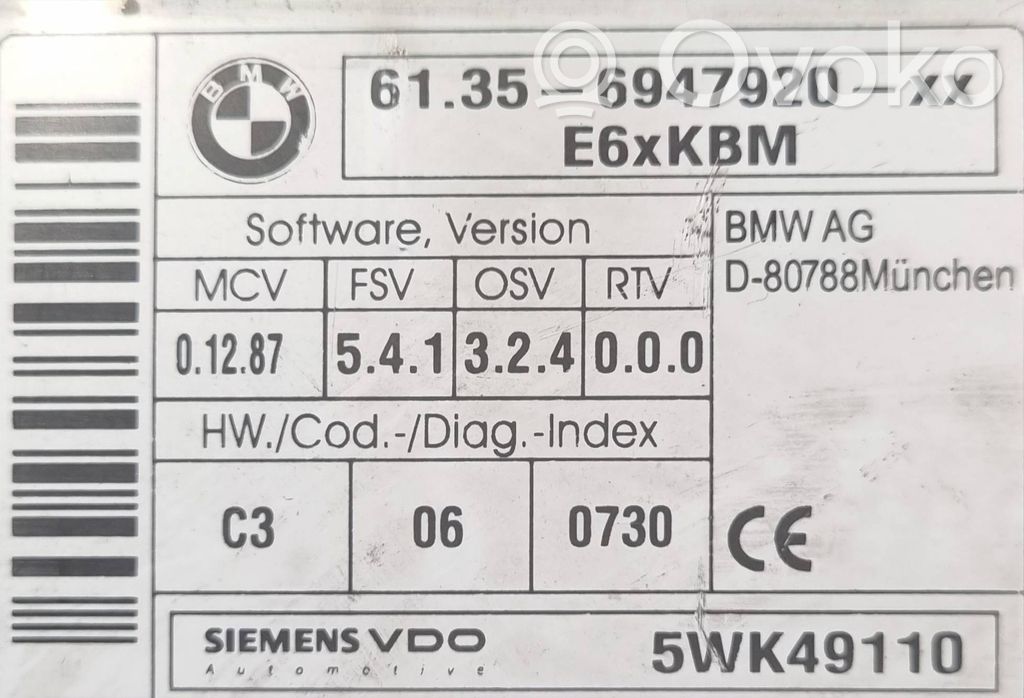 BMW
61.35-6947920-xx
E6xKBM
Ovoko
Software, Version
MCV FSV OSV RTV
0.12.87 5.4.1 3.2.4 0.0.0
BMW AG
D-80788München
HW./Cod.-/Diag.-Index
C3 06 0730
CE
SIEMENS VDO
Automotive
5WK49110